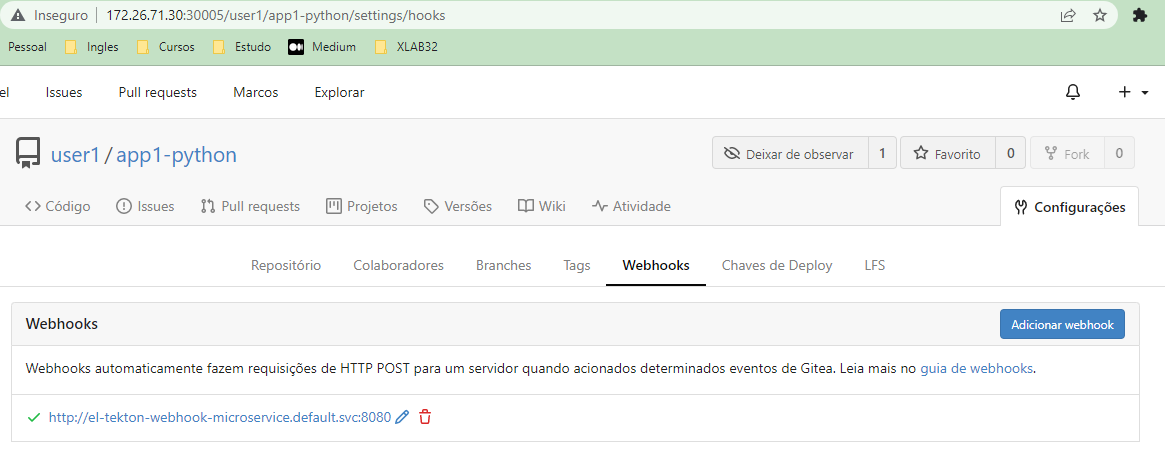 Inseguro 172.26.71.30:30005/user1/app1-python/settings/hooks
Pessoal Ingles Cursos Estudo Medium XLAB32
el Issues Pull requests Marcos Explorar
user1 / app1-python Deixar de observar 1 Favorito 0 Fork 0
Código Issues Pull requests Projetos Versões Wiki Atividade Configurações
Repositório Colaboradores Branches Tags Webhooks Chaves de Deploy LFS
Webhooks Adicionar webhook
Webhooks automaticamente fazem requisições de HTTP POST para um servidor quando acionados determinados eventos de Gitea. Leia mais no guia de webhooks.
http://el-tekton-webhook-microservice.default.svc:8080